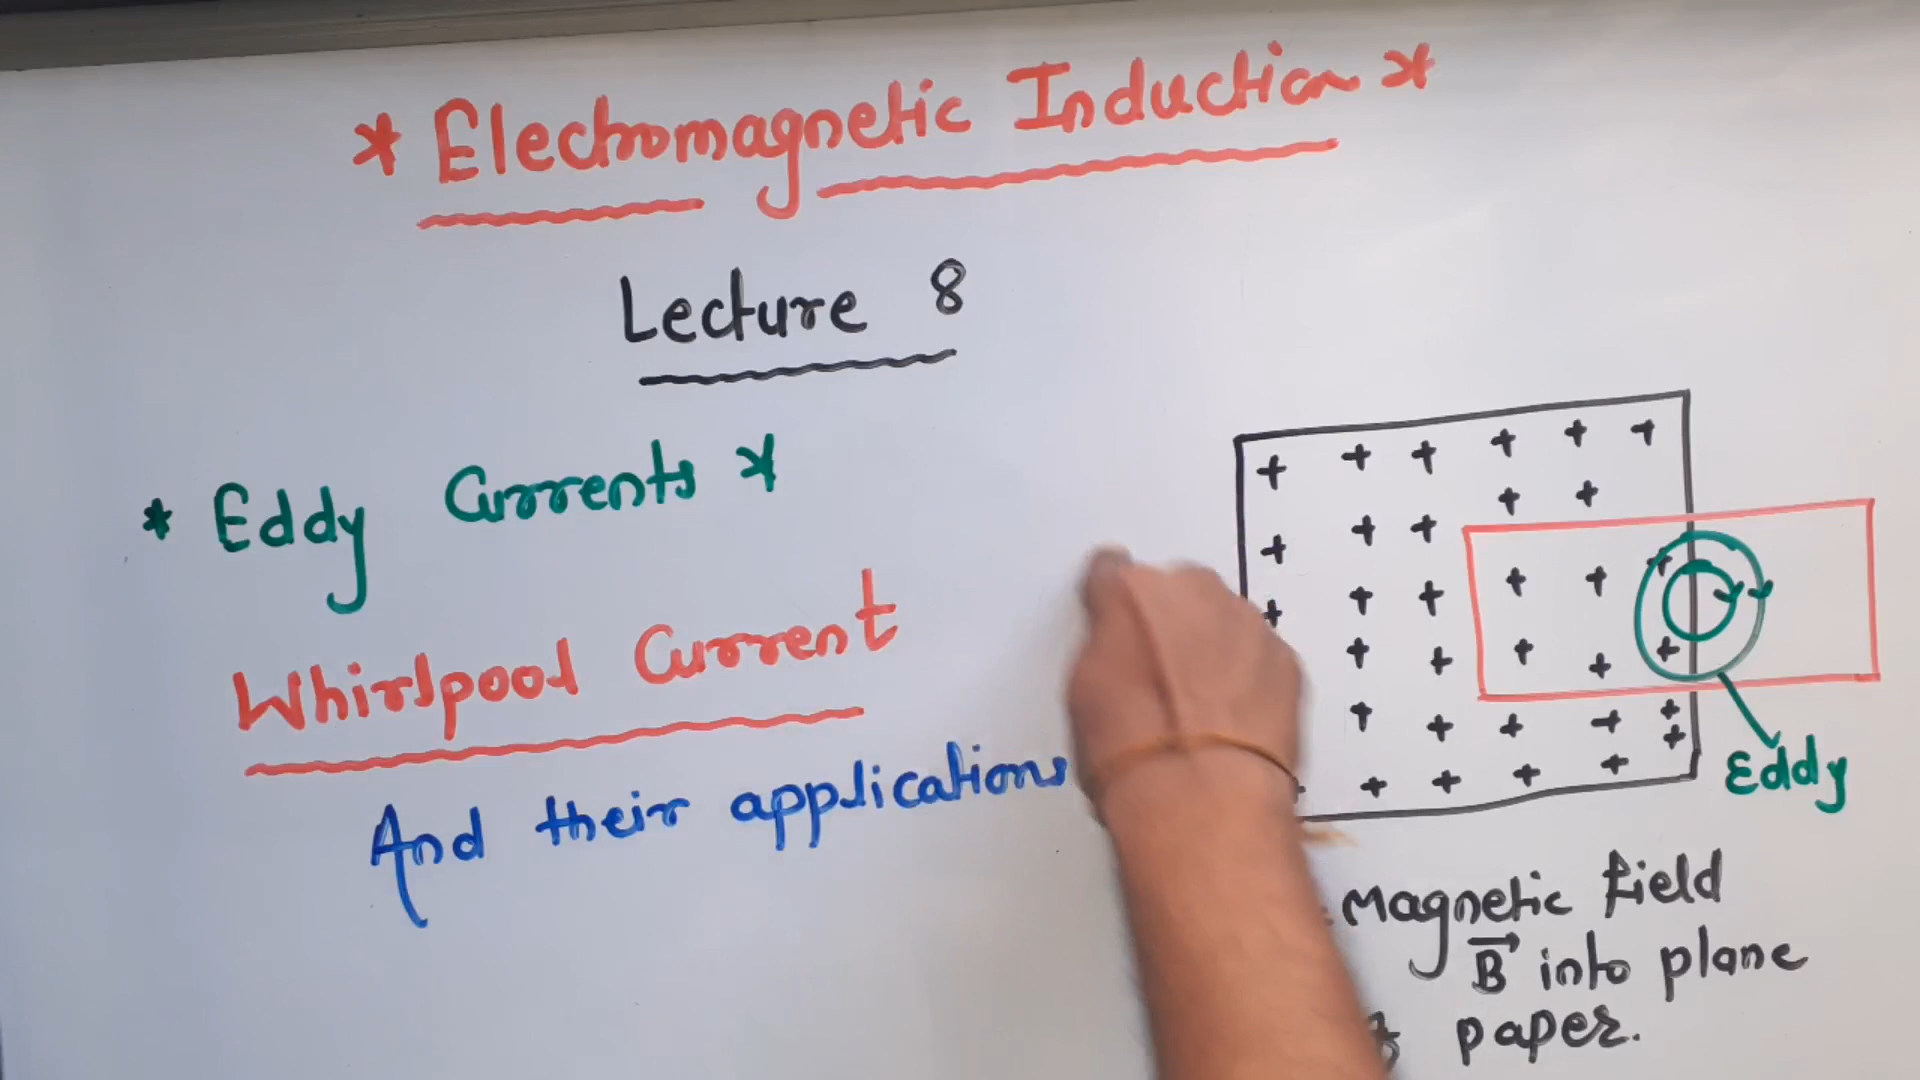 * Electromagnetic Induction *
Lecture 8
* Eddy Currents *
Whirlpool Current
And their applications
Eddy
Magnetic field
B into plane
paper.